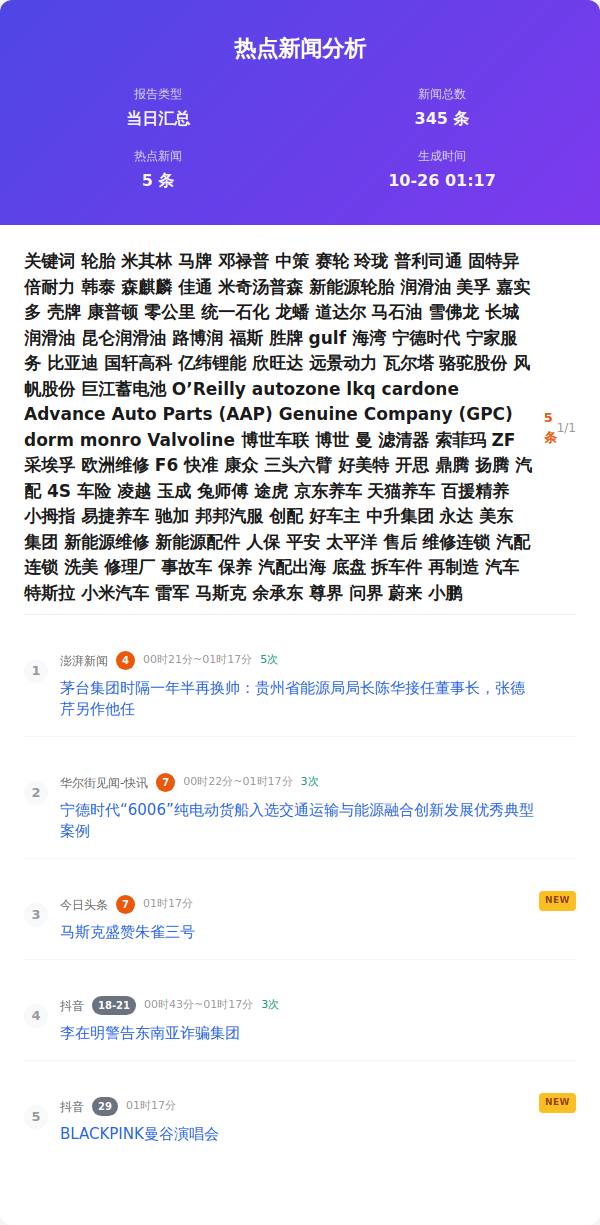 热点新闻分析
报告类型
新闻总数
当日汇总
345 条
热点新闻
生成时间
5 条
10-26 01:17
关键词 轮胎 米其林 马牌 邓禄普 中策 赛轮 玲珑 普利司通 固特异
倍耐力 韩泰 森麒麟 佳通 米奇汤普森 新能源轮胎 润滑油 美孚 嘉实
多 壳牌 康普顿 零公里 统一石化 龙蟠 道达尔 马石油 雪佛龙 长城
润滑油 昆仑润滑油 路博润 福斯 胜牌 gulf 海湾 宁德时代 宁家服
务 比亚迪 国轩高科 亿纬锂能 欣旺达 远景动力 瓦尔塔 骆驼股份 风
帆股份 巨江蓄电池 O’Reilly autozone lkq cardone
Advance Auto Parts (AAP) Genuine Company (GPC)
dorm monro Valvoline 博世车联 博世 曼 滤清器 索菲玛 ZF
采埃孚 欧洲维修 F6 快准 康众 三头六臂 好美特 开思 鼎腾 扬腾 汽
配 4S 车险 凌越 玉成 兔师傅 途虎 京东养车 天猫养车 百援精养
小拇指 易捷养车 驰加 邦邦汽服 创配 好车主 中升集团 永达 美东
集团 新能源维修 新能源配件 人保 平安 太平洋 售后 维修连锁 汽配
连锁 洗美 修理厂 事故车 保养 汽配出海 底盘 拆车件 再制造 汽车
特斯拉 小米汽车 雷军 马斯克 余承东 尊界 问界 蔚来 小鹏
5
条
1/1
1
澎湃新闻 4 00时21分~01时17分 5次
茅台集团时隔一年半再换帅：贵州省能源局局长陈华接任董事长，张德
芹另作他任
2
华尔街见闻-快讯 7 00时22分~01时17分 3次
宁德时代“6006”纯电动货船入选交通运输与能源融合创新发展优秀典型
案例
3
今日头条 7 01时17分
NEW
马斯克盛赞朱雀三号
4
抖音 18-21 00时43分~01时17分 3次
李在明警告东南亚诈骗集团
5
抖音 29 01时17分
NEW
BLACKPINK曼谷演唱会